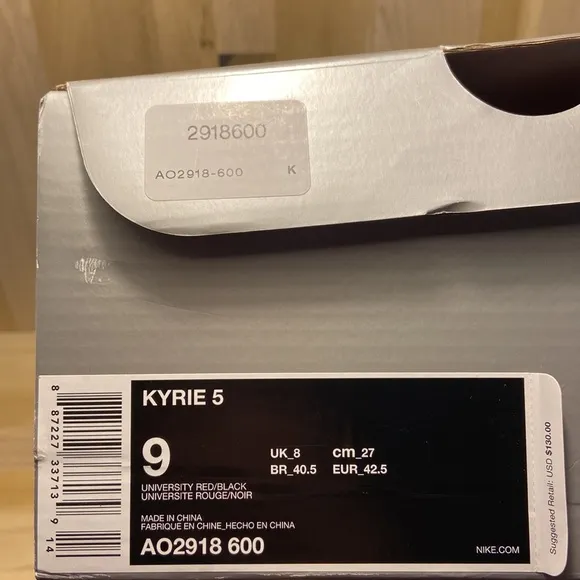 2918600
AO2918-600 K
KYRIE 5
9
UK_8 cm_27
BR_40.5 EUR_42.5
UNIVERSITY RED/BLACK
UNIVERSITE ROUGE/NOIR
MADE IN CHINA
FABRIQUE EN CHINE_HECHO EN CHINA
AO2918 600
NIKE.COM
8 87227 33713 9 14
Suggested Retail: USD $130.00